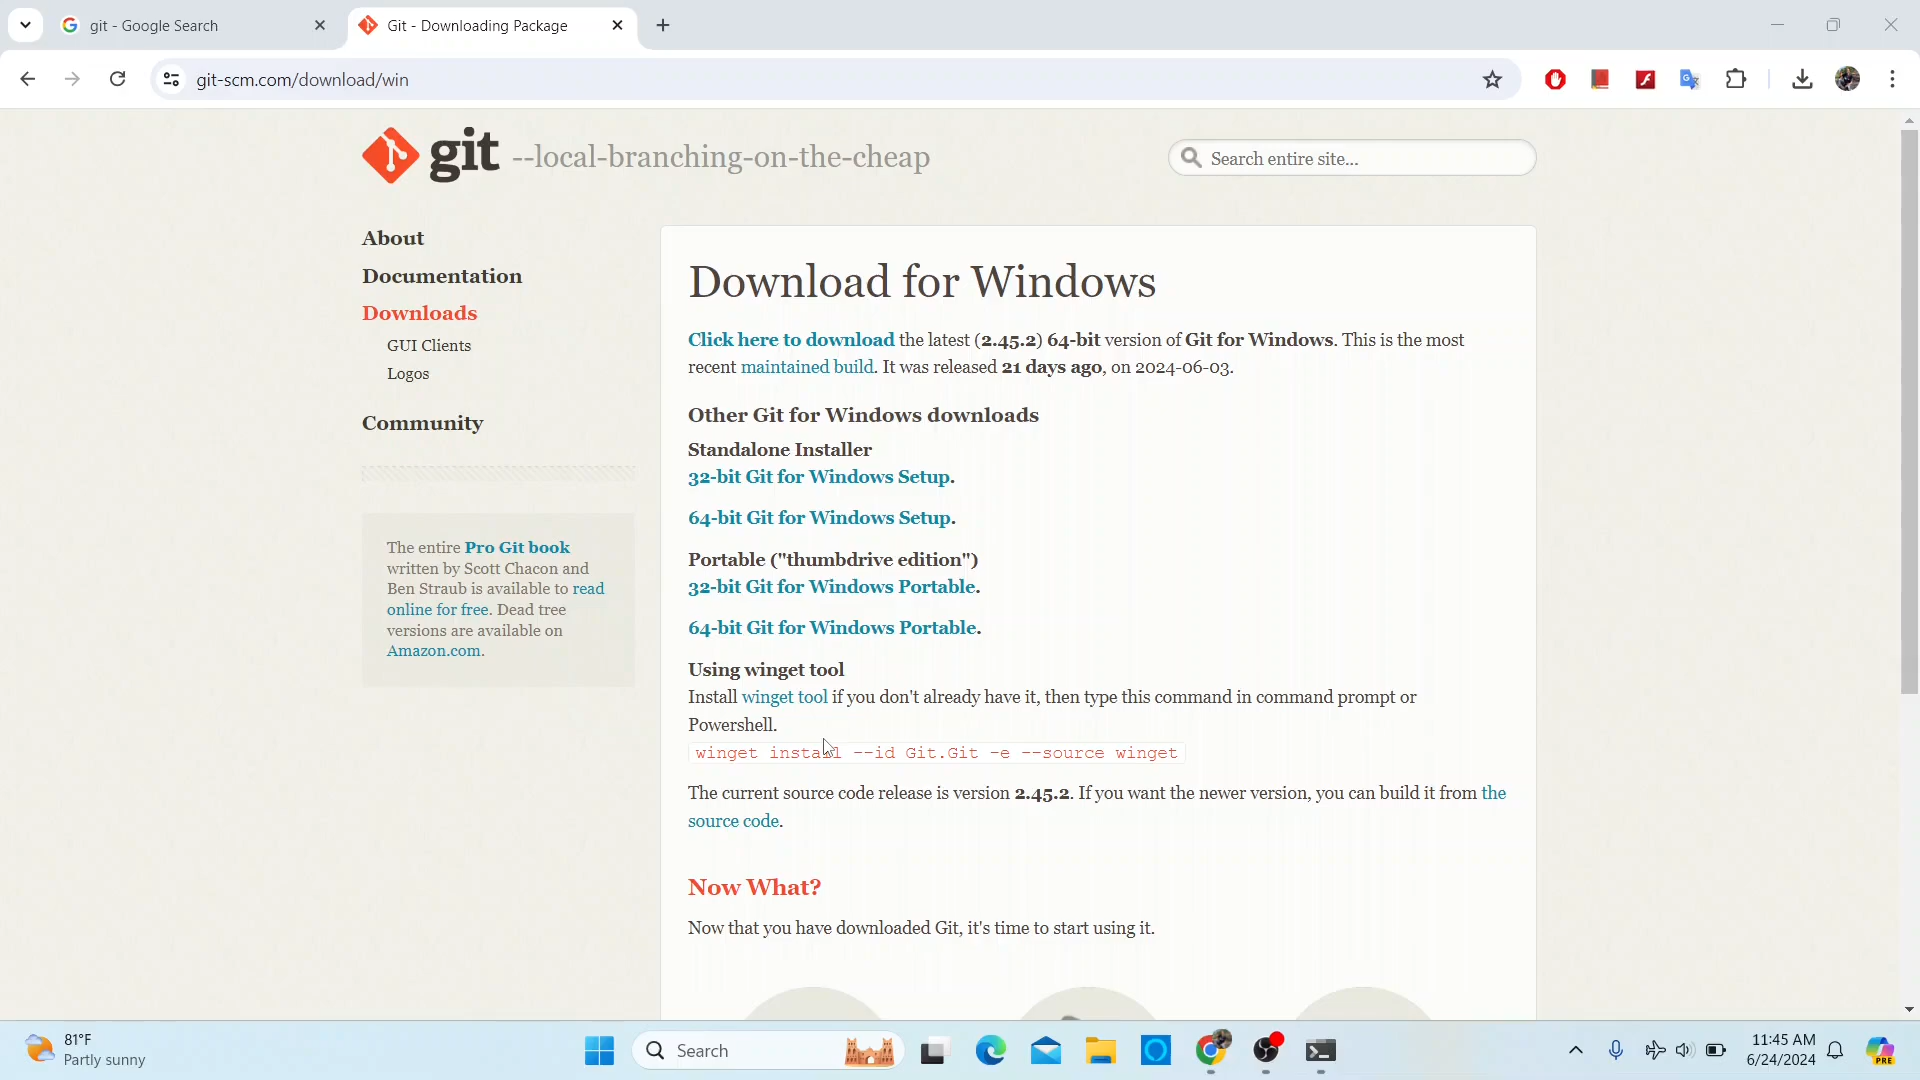 git - Google Search
Git - Downloading Package
git-scm.com/download/win
git --local-branching-on-the-cheap
Search entire site...
About
Documentation
Downloads
GUI Clients
Logos
Community
The entire Pro Git book
written by Scott Chacon and
Ben Straub is available to read
online for free. Dead tree
versions are available on
Amazon.com.
Download for Windows
Click here to download the latest (2.45.2) 64-bit version of Git for Windows. This is the most
recent maintained build. It was released 21 days ago, on 2024-06-03.
Other Git for Windows downloads
Standalone Installer
32-bit Git for Windows Setup.
64-bit Git for Windows Setup.
Portable ("thumbdrive edition")
32-bit Git for Windows Portable.
64-bit Git for Windows Portable.
Using winget tool
Install winget tool if you don't already have it, then type this command in command prompt or
Powershell.
winget install --id Git.Git -e --source winget
The current source code release is version 2.45.2. If you want the newer version, you can build it from the
source code.
Now What?
Now that you have downloaded Git, it's time to start using it.
81°F
Partly sunny
Search
11:45 AM
6/24/2024
PRE